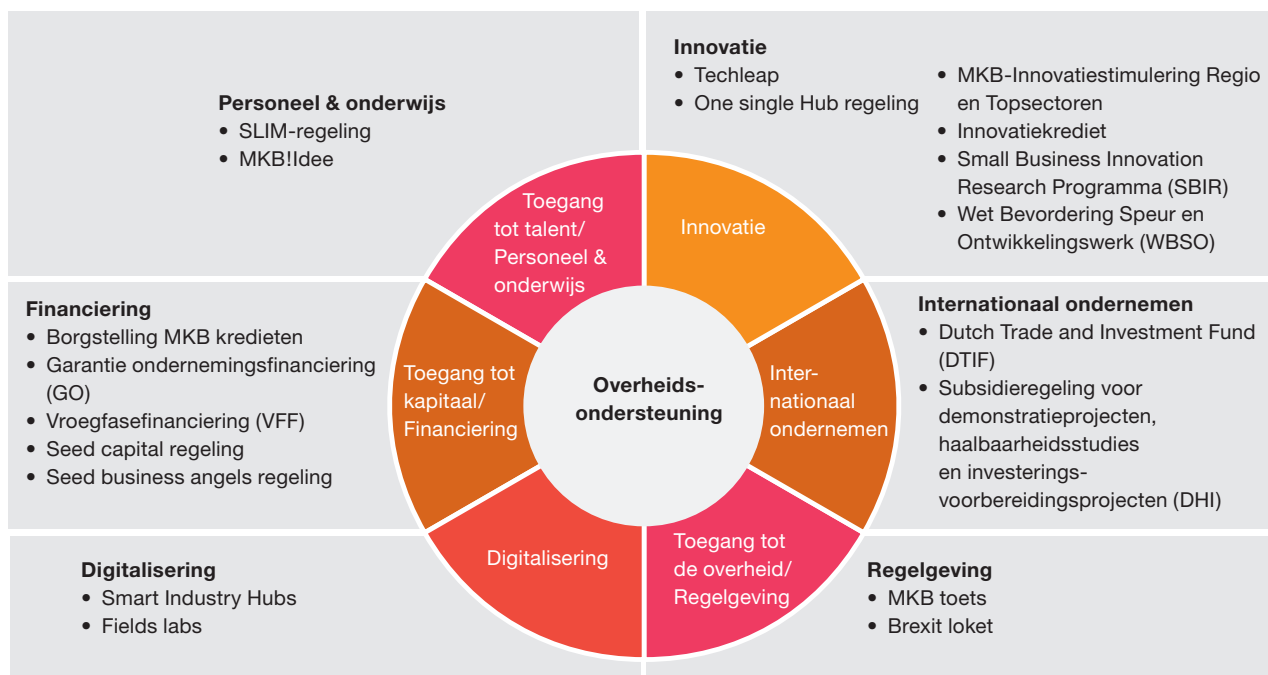 Personeel & onderwijs
• SLIM-regeling
• MKB!Idee
Innovatie
• Techleap
• One single Hub regeling
• MKB-Innovatiestimulering Regio
en Topsectoren
• Innovatiekrediet
• Small Business Innovation
Research Programma (SBIR)
• Wet Bevordering Speur en
Ontwikkelingswerk (WBSO)
Toegang
tot talent/
Personeel &
onderwijs
Innovatie
Financiering
• Borgstelling MKB kredieten
• Garantie ondernemingsfinanciering
(GO)
• Vroegfasefinanciering (VFF)
• Seed capital regeling
• Seed business angels regeling
Toegang tot
kapitaal/
Financiering
Overheids-
ondersteuning
Inter-
nationaal
ondernemen
Internationaal ondernemen
• Dutch Trade and Investment Fund
(DTIF)
• Subsidieregeling voor
demonstratieprojecten,
haalbaarheidsstudies
en investerings-
voorbereidingsprojecten (DHI)
Digitalisering
• Smart Industry Hubs
• Fields labs
Digitalisering
Toegang tot
de overheid/
Regelgeving
Regelgeving
• MKB toets
• Brexit loket